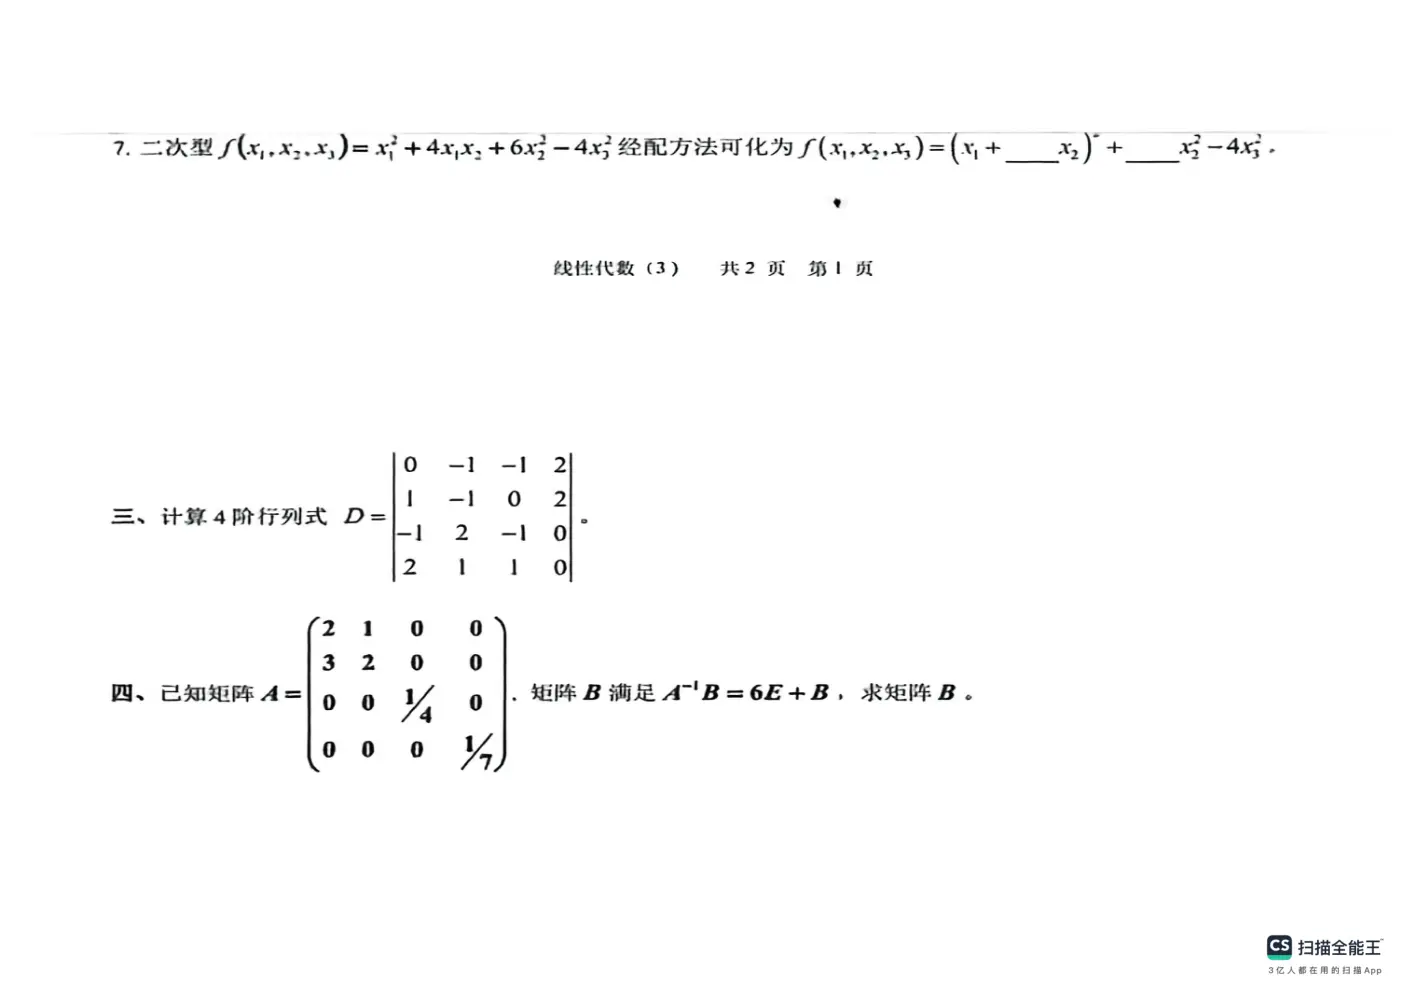 7. 二次型 f(x₁,x₂,x₃)= x₁² + 4x₁x₂ + 6x₂² − 4x₃² 经配方法可化为 f(x₁,x₂,x₃) = (x₁ + ____x₂)² + ____x₂² − 4x₃² .
线性代数（3） 共 2 页 第 1 页
三、计算 4 阶行列式 D = |0 −1 −1 2|
|1 −1 0 2|
|−1 2 −1 0| 。
|2 1 1 0|
四、已知矩阵 A = (2 1 0 0
3 2 0 0
0 0 1/4 0
0 0 0 1/7) . 矩阵 B 满足 A⁻¹B = 6E + B ，求矩阵 B 。
CS 扫描全能王
3亿人都在用的扫描App